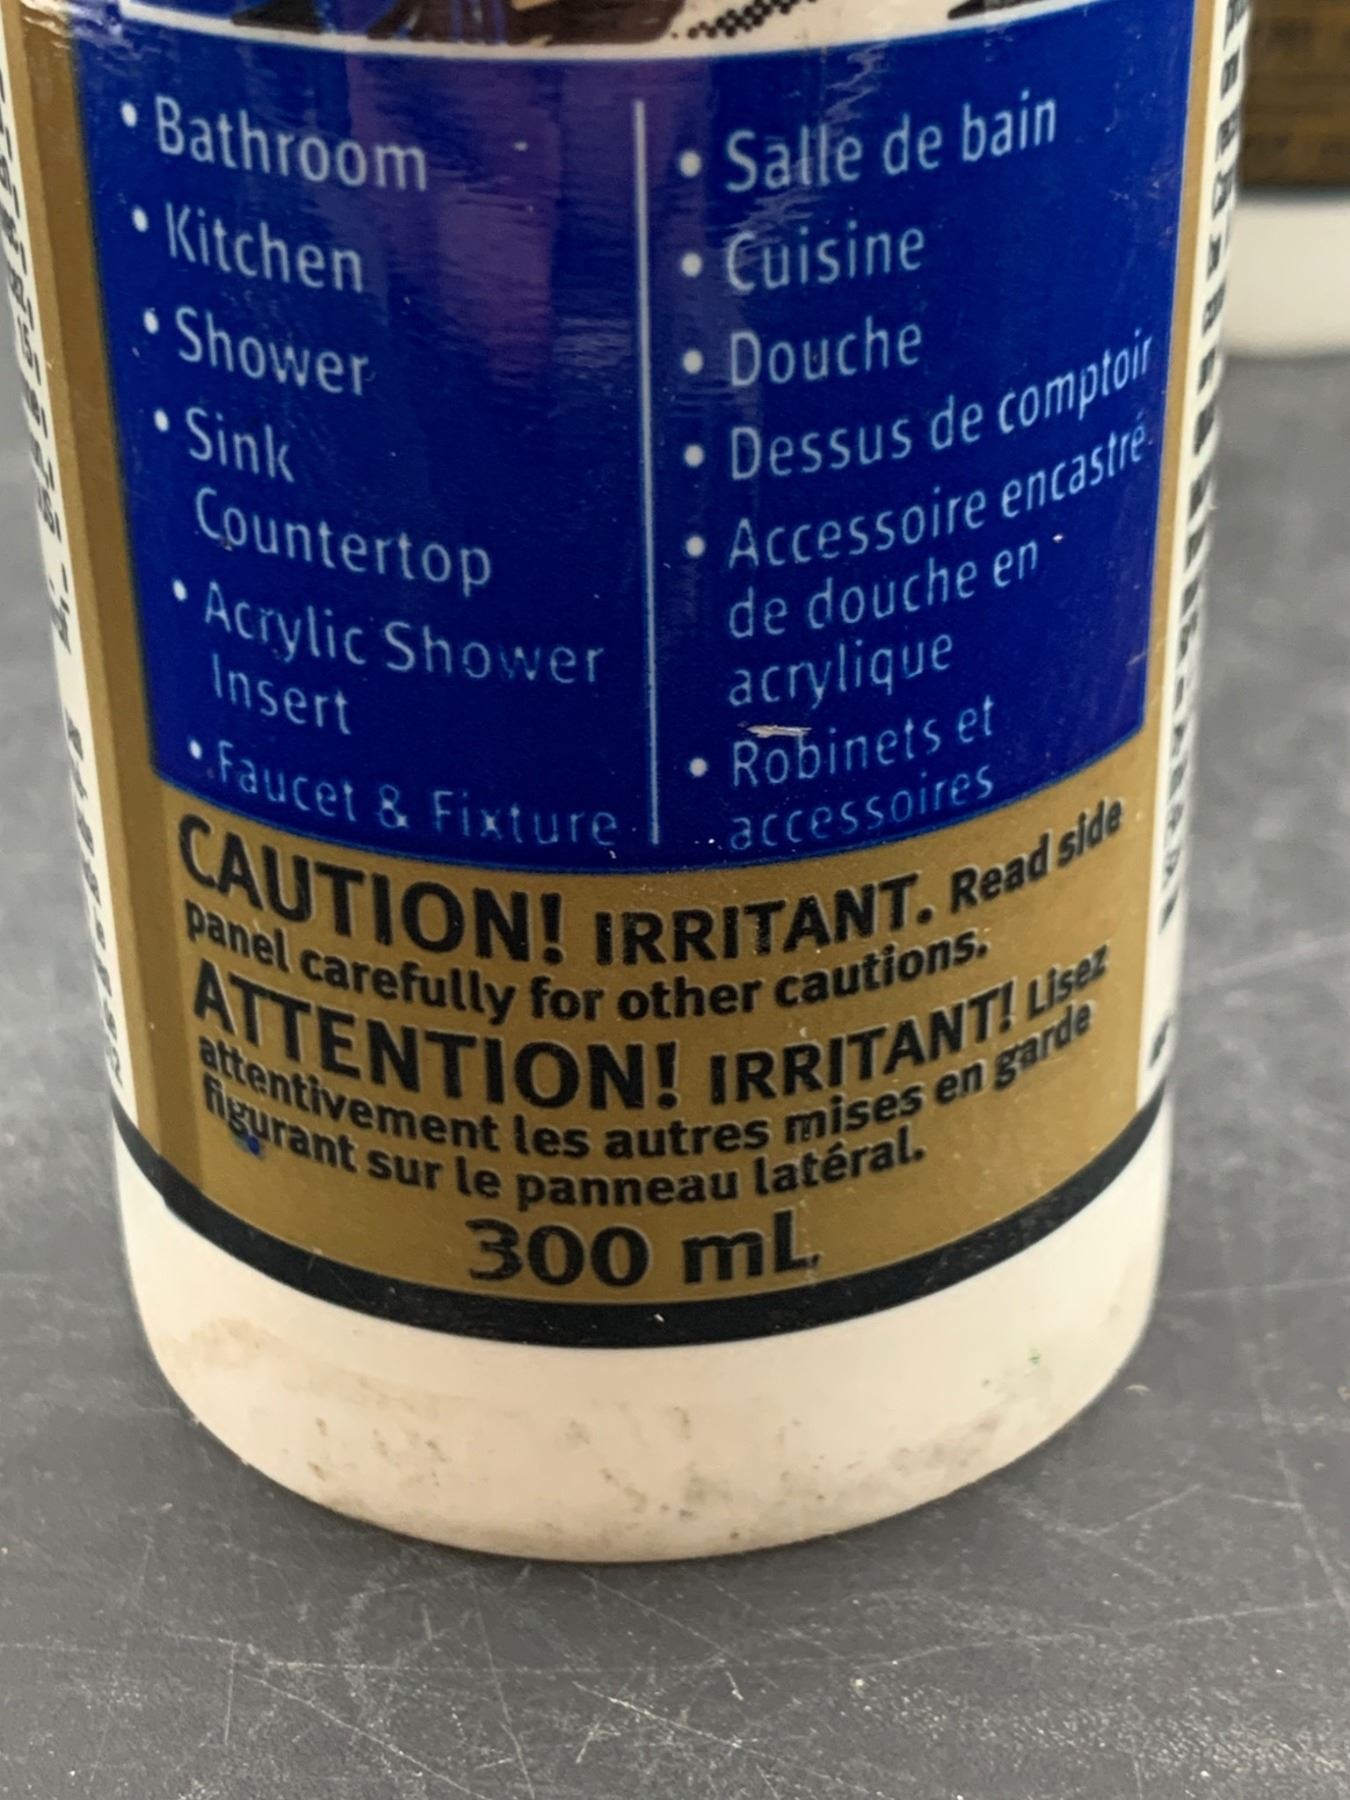 • Bathroom
• Kitchen
• Shower
• Sink
Countertop
• Acrylic Shower
Insert
• Faucet & Fixture
• Salle de bain
• Cuisine
• Douche
• Dessus de comptoir
• Accessoire encastré
de douche en
acrylique
• Robinets et
accessoires
CAUTION! IRRITANT. Read side
panel carefully for other cautions.
ATTENTION! IRRITANT! Lisez
attentivement les autres mises en garde
figurant sur le panneau latéral.
300 mL